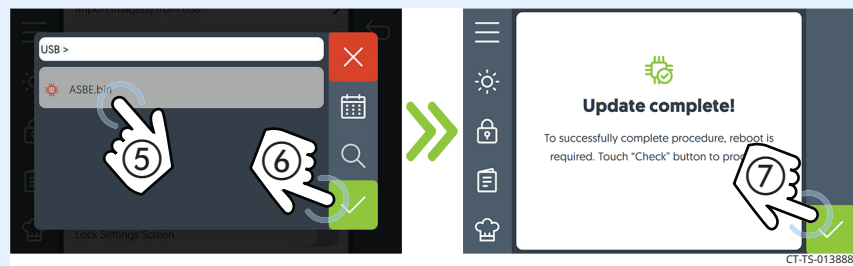 Import image(s) from USB
USB >
ASBE.bin
5
6
Lock Settings Screen
Update complete!
To successfully complete procedure, reboot is
required. Touch "Check" button to
7
CT-TS-013888